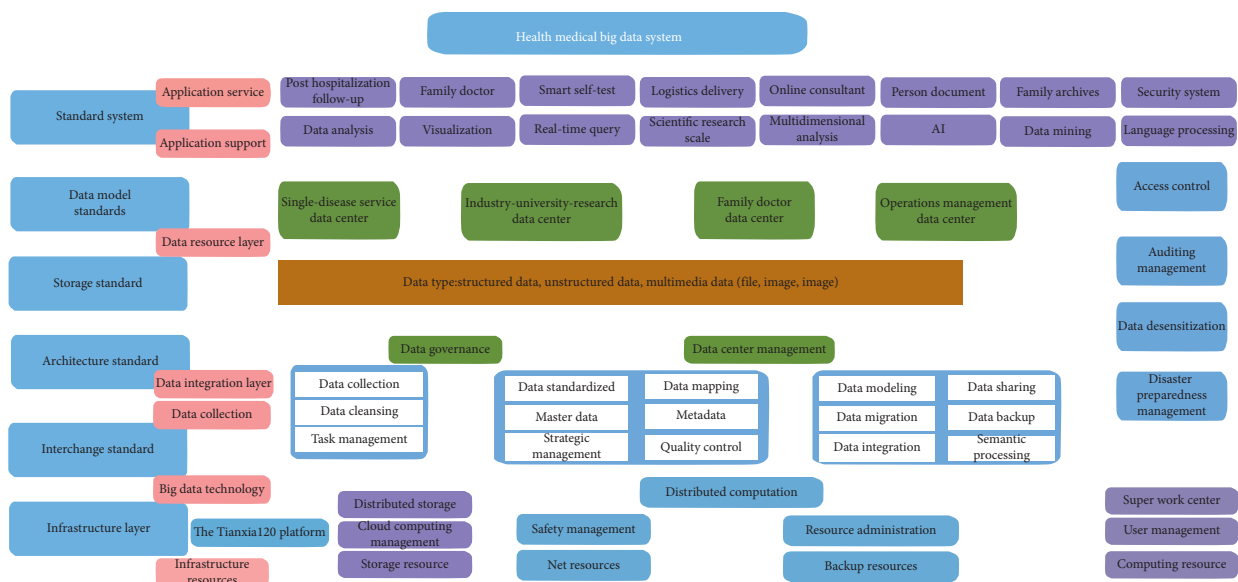 Health medical big data system
Application service
Post hospitalization
follow-up
Family doctor
Smart self-test
Logistics delivery
Online consultant
Person document
Family archives
Security system
Standard system
Application support
Data analysis
Visualization
Real-time query
Scientific research
scale
Multidimensional
analysis
AI
Data mining
Language processing
Data model
standards
Single-disease service
data center
Industry-university-research
data center
Family doctor
data center
Operations management
data center
Access control
Data resource layer
Auditing
management
Storage standard
Data type:structured data, unstructured data, multimedia data (file, image, image)
Data desensitization
Architecture standard
Data governance
Data center management
Data integration layer
Data collection
Data cleansing
Task management
Data standardized
Data mapping
Master data
Metadata
Strategic
management
Quality control
Data modeling
Data sharing
Data migration
Data backup
Data integration
Semantic
processing
Disaster
preparedness
management
Data collection
Interchange standard
Big data technology
Distributed storage
Distributed computation
Super work center
Infrastructure layer
The Tianxia120 platform
Cloud computing
management
Safety management
Resource administration
User management
Infrastructure
resources
Storage resource
Net resources
Backup resources
Computing resource